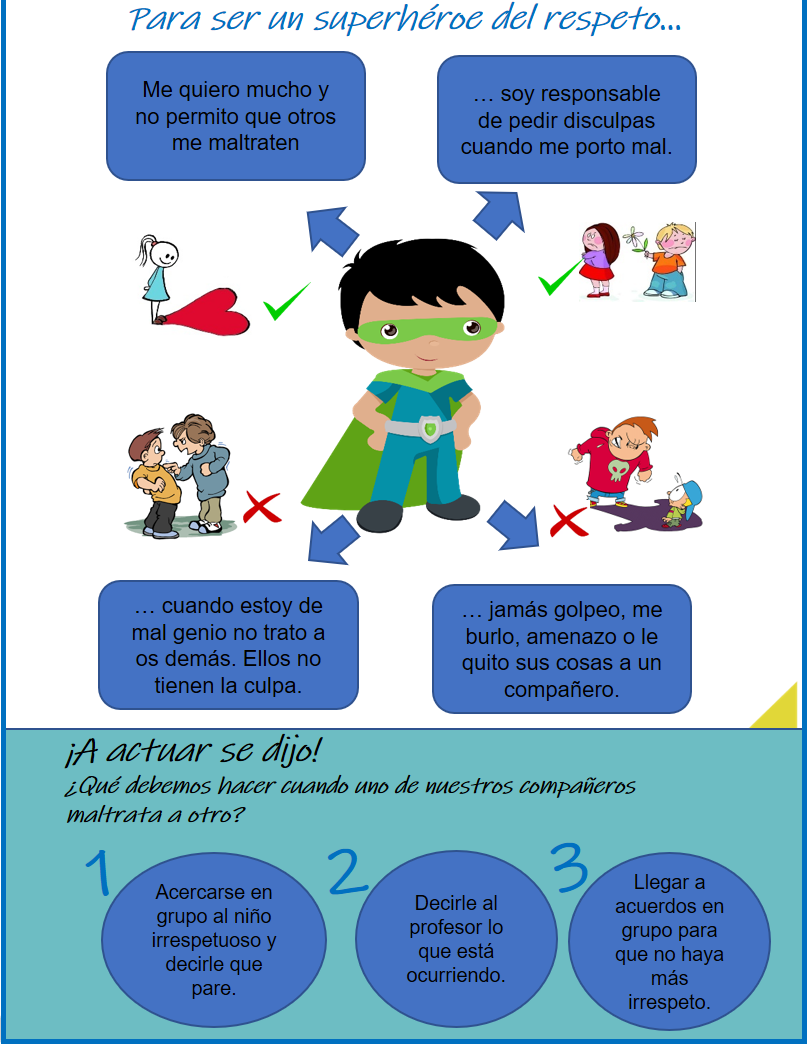 Para ser un superhéroe del respeto...
Me quiero mucho y
no permito que otros
me maltraten
… soy responsable
de pedir disculpas
cuando me porto mal.
… cuando estoy de
mal genio no trato a
os demás. Ellos no
tienen la culpa.
… jamás golpeo, me
burlo, amenazo o le
quito sus cosas a un
compañero.
¡A actuar se dijo!
¿Qué debemos hacer cuando uno de nuestros compañeros
maltrata a otro?
1
Acercarse en
grupo al niño
irrespetuoso y
decirle que
pare.
2
Decirle al
profesor lo
que está
ocurriendo.
3
Llegar a
acuerdos en
grupo para
que no haya
más
irrespeto.